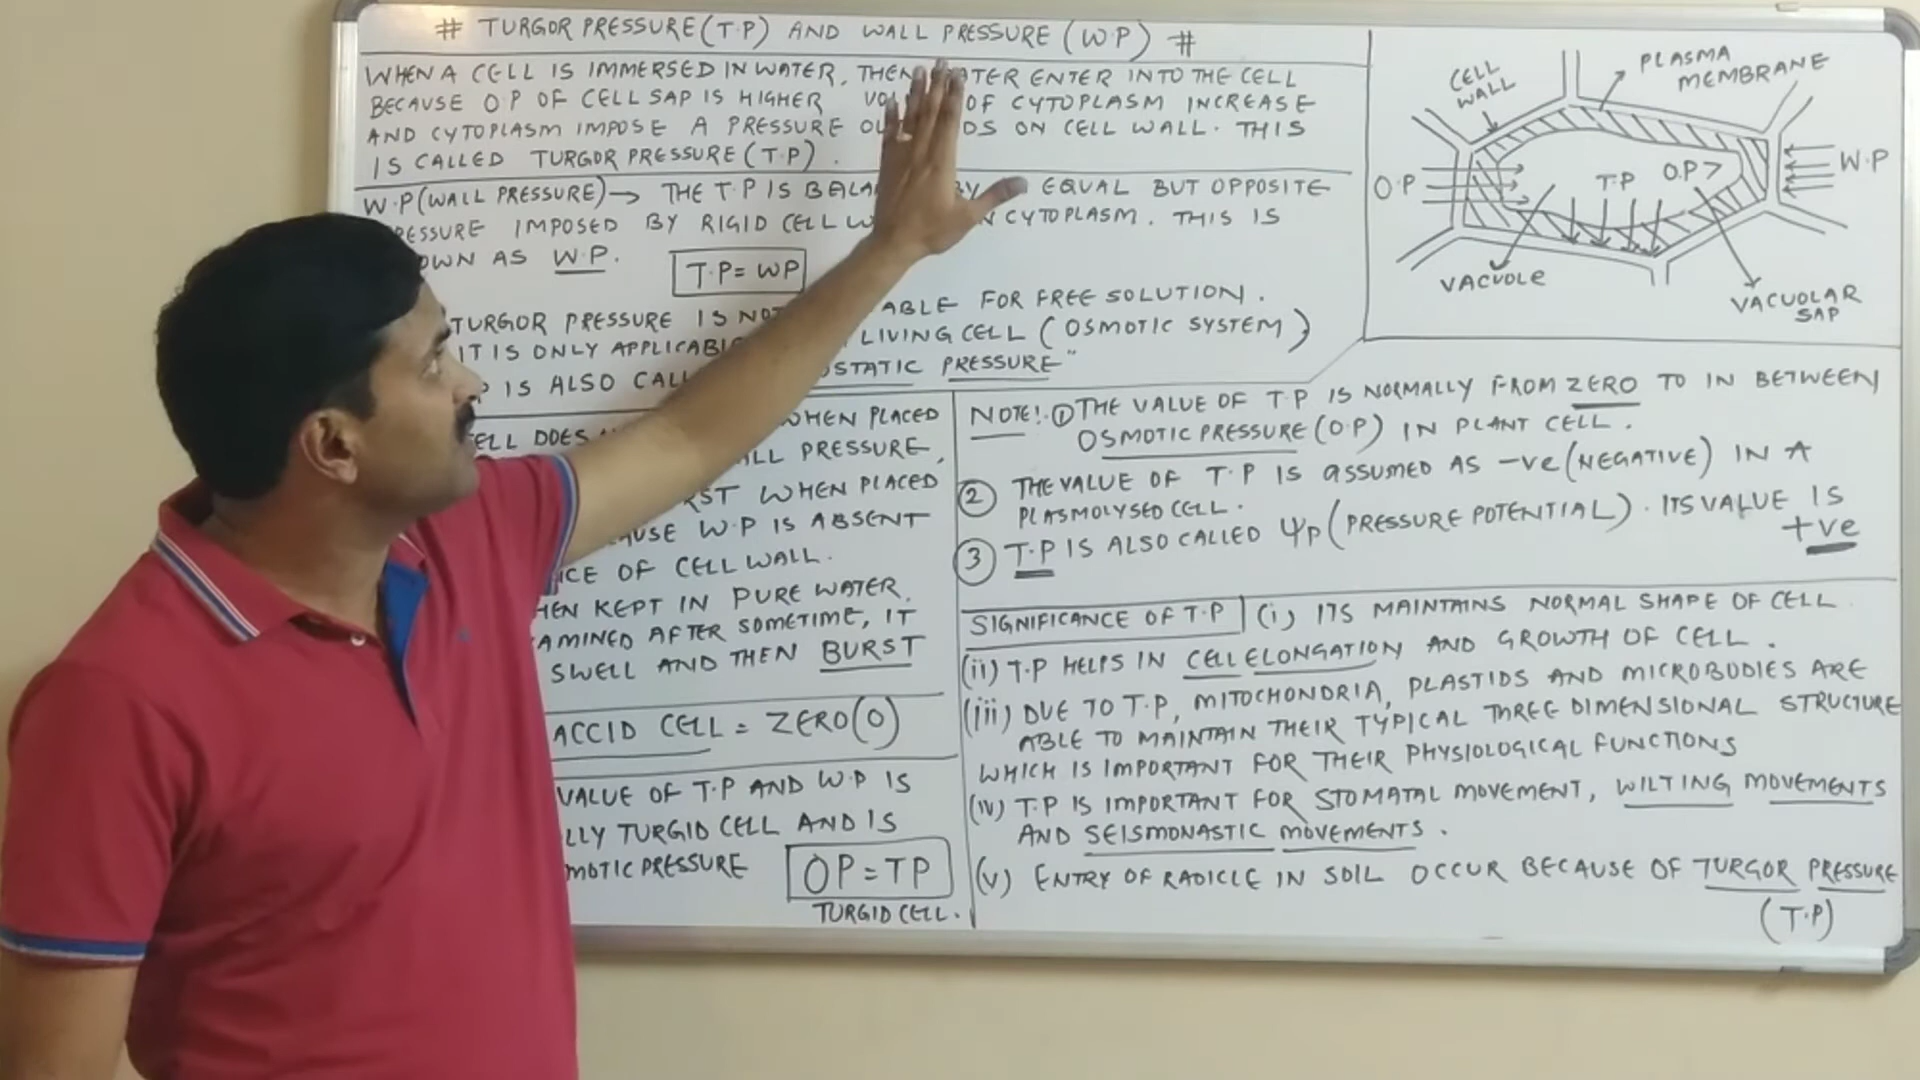 # TURGOR PRESSURE (T.P) AND WALL PRESSURE (W.P) #
WHEN A CELL IS IMMERSED IN WATER, THEN WATER ENTER INTO THE CELL
BECAUSE O.P OF CELL SAP IS HIGHER OF CYTOPLASM INCREASE
AND CYTOPLASM IMPOSE A PRESSURE ON CELL WALL. THIS
IS CALLED TURGOR PRESSURE (T.P).
W.P (WALL PRESSURE) → THE T.P IS BY EQUAL BUT OPPOSITE
PRESSURE IMPOSED BY RIGID CELL CYTOPLASM. THIS IS
AS W.P.
T.P = WP
TURGOR PRESSURE IS NOT FOR FREE SOLUTION.
IT IS ONLY LIVING CELL (OSMOTIC SYSTEM)
IS ALSO PRESSURE"
CELL DOES WHEN PLACED
PRESSURE,
WHEN PLACED
W.P IS ABSENT
OF CELL WALL.
KEPT IN PURE WATER.
AFTER SOMETIME, IT
SWELL AND THEN BURST
CELL = ZERO (0)
VALUE OF T.P AND W.P IS
TURGID CELL AND IS
PRESSURE
OP = TP
TURGID CELL.
CELL WALL
PLASMA MEMBRANE
O.P
T.P
O.P >
W.P
VACUOLE
VACUOLAR SAP
NOTE! ① THE VALUE OF T.P IS NORMALLY FROM ZERO TO IN BETWEEN
OSMOTIC PRESSURE (O.P) IN PLANT CELL.
② THE VALUE OF T.P IS ASSUMED AS -ve (NEGATIVE) IN A
PLASMOLYSED CELL.
③ T.P IS ALSO CALLED Ψp (PRESSURE POTENTIAL). ITS VALUE IS
+ve
SIGNIFICANCE OF T.P (i) ITS MAINTAINS NORMAL SHAPE OF CELL
(ii) T.P HELPS IN CELL ELONGATION AND GROWTH OF CELL.
(iii) DUE TO T.P, MITOCHONDRIA, PLASTIDS AND MICROBODIES ARE
ABLE TO MAINTAIN THEIR TYPICAL THREE DIMENSIONAL STRUCTURE
WHICH IS IMPORTANT FOR THEIR PHYSIOLOGICAL FUNCTIONS
(iv) T.P IS IMPORTANT FOR STOMATAL MOVEMENT, WILTING MOVEMENTS
AND SEISMONASTIC MOVEMENTS.
(v) ENTRY OF RADICLE IN SOIL OCCUR BECAUSE OF TURGOR PRESSURE
(T.P)